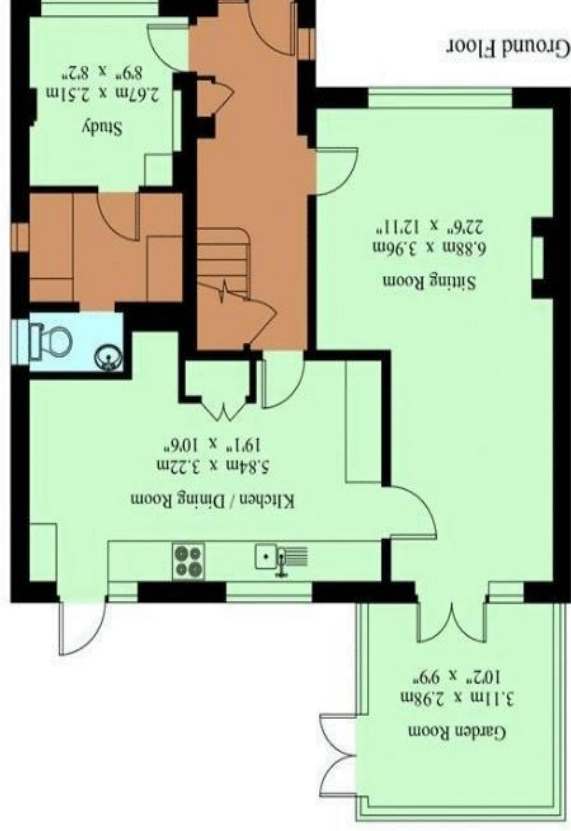 Garden Room
3.11m x 2.98m
10'2" x 9'9"
Kitchen / Dining Room
5.84m x 3.22m
19'1" x 10'6"
Sitting Room
6.88m x 3.96m
22'6" x 12'11"
Study
2.67m x 2.51m
8'9" x 8'2"
Ground Floor